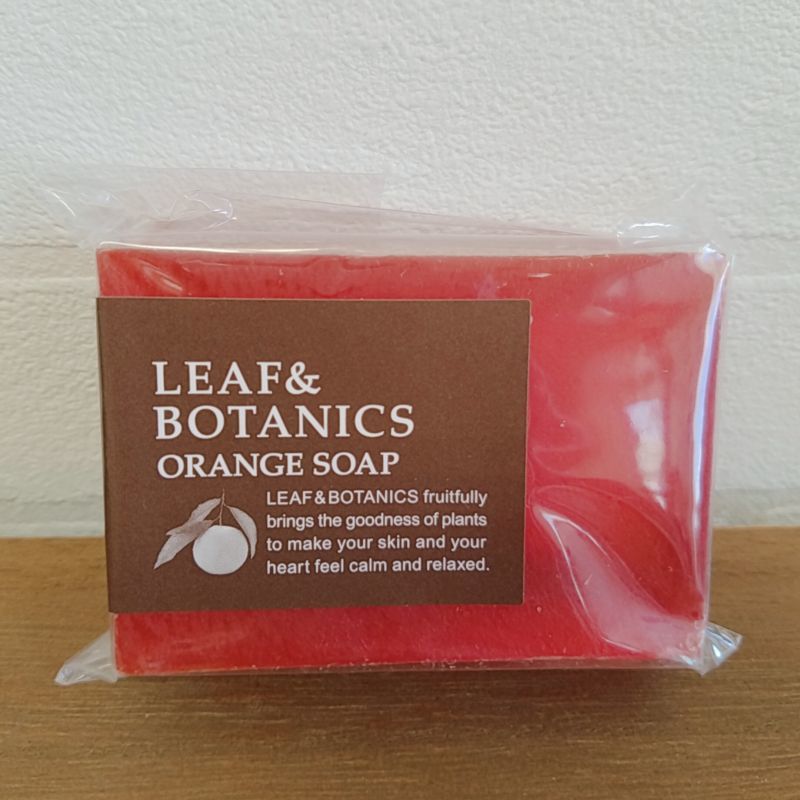 LEAF&
BOTANICS
ORANGE SOAP
LEAF&BOTANICS fruitfully
brings the goodness of plants
to make your skin and your
heart feel calm and relaxed.